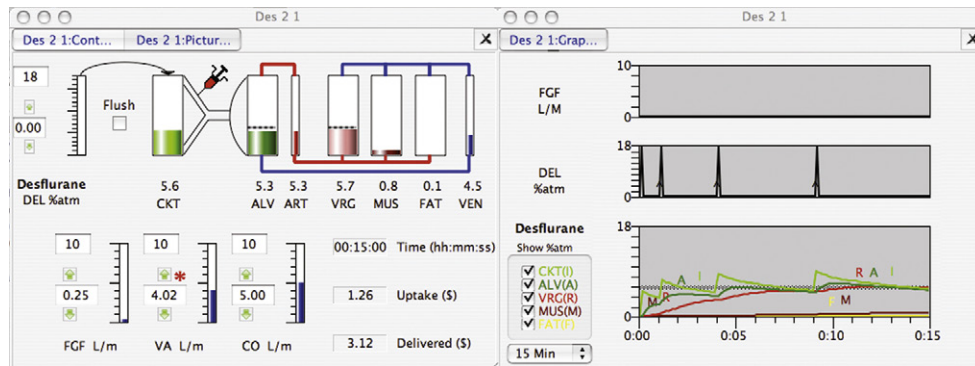 Des 2 1
Des 2 1:Cont... Des 2 1:Pictur... X
18
0.00
Flush
Desflurane
DEL %atm
5.6 5.3 5.3 5.7 0.8 0.1 4.5
CKT ALV ART VRG MUS FAT VEN
10 10 10
00:15:00 Time (hh:mm:ss)
*
0.25 4.02 5.00
1.26 Uptake ($)
3.12 Delivered ($)
FGF L/m VA L/m CO L/m
Des 2 1
Des 2 1:Grap... X
10
FGF
L/M
0
18
DEL
%atm
0
Desflurane
Show %atm
CKT(I)
ALV(A)
VRG(R)
MUS(M)
FAT(F)
15 Min
18
A I R A I
M R F M
0
0:00 0:05 0:10 0:15